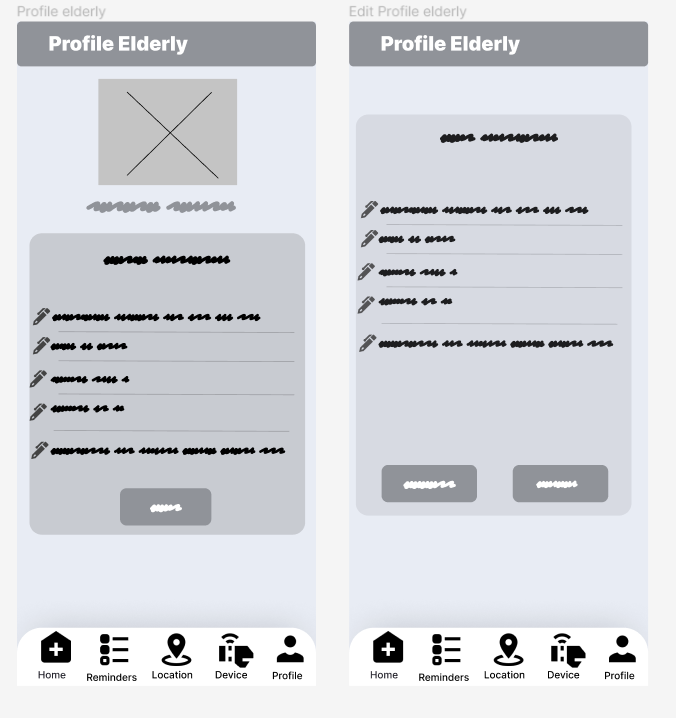 Profile elderly
Profile Elderly
Home
Reminders
Location
Device
Profile
Edit Profile elderly
Profile Elderly
Home
Reminders
Location
Device
Profile